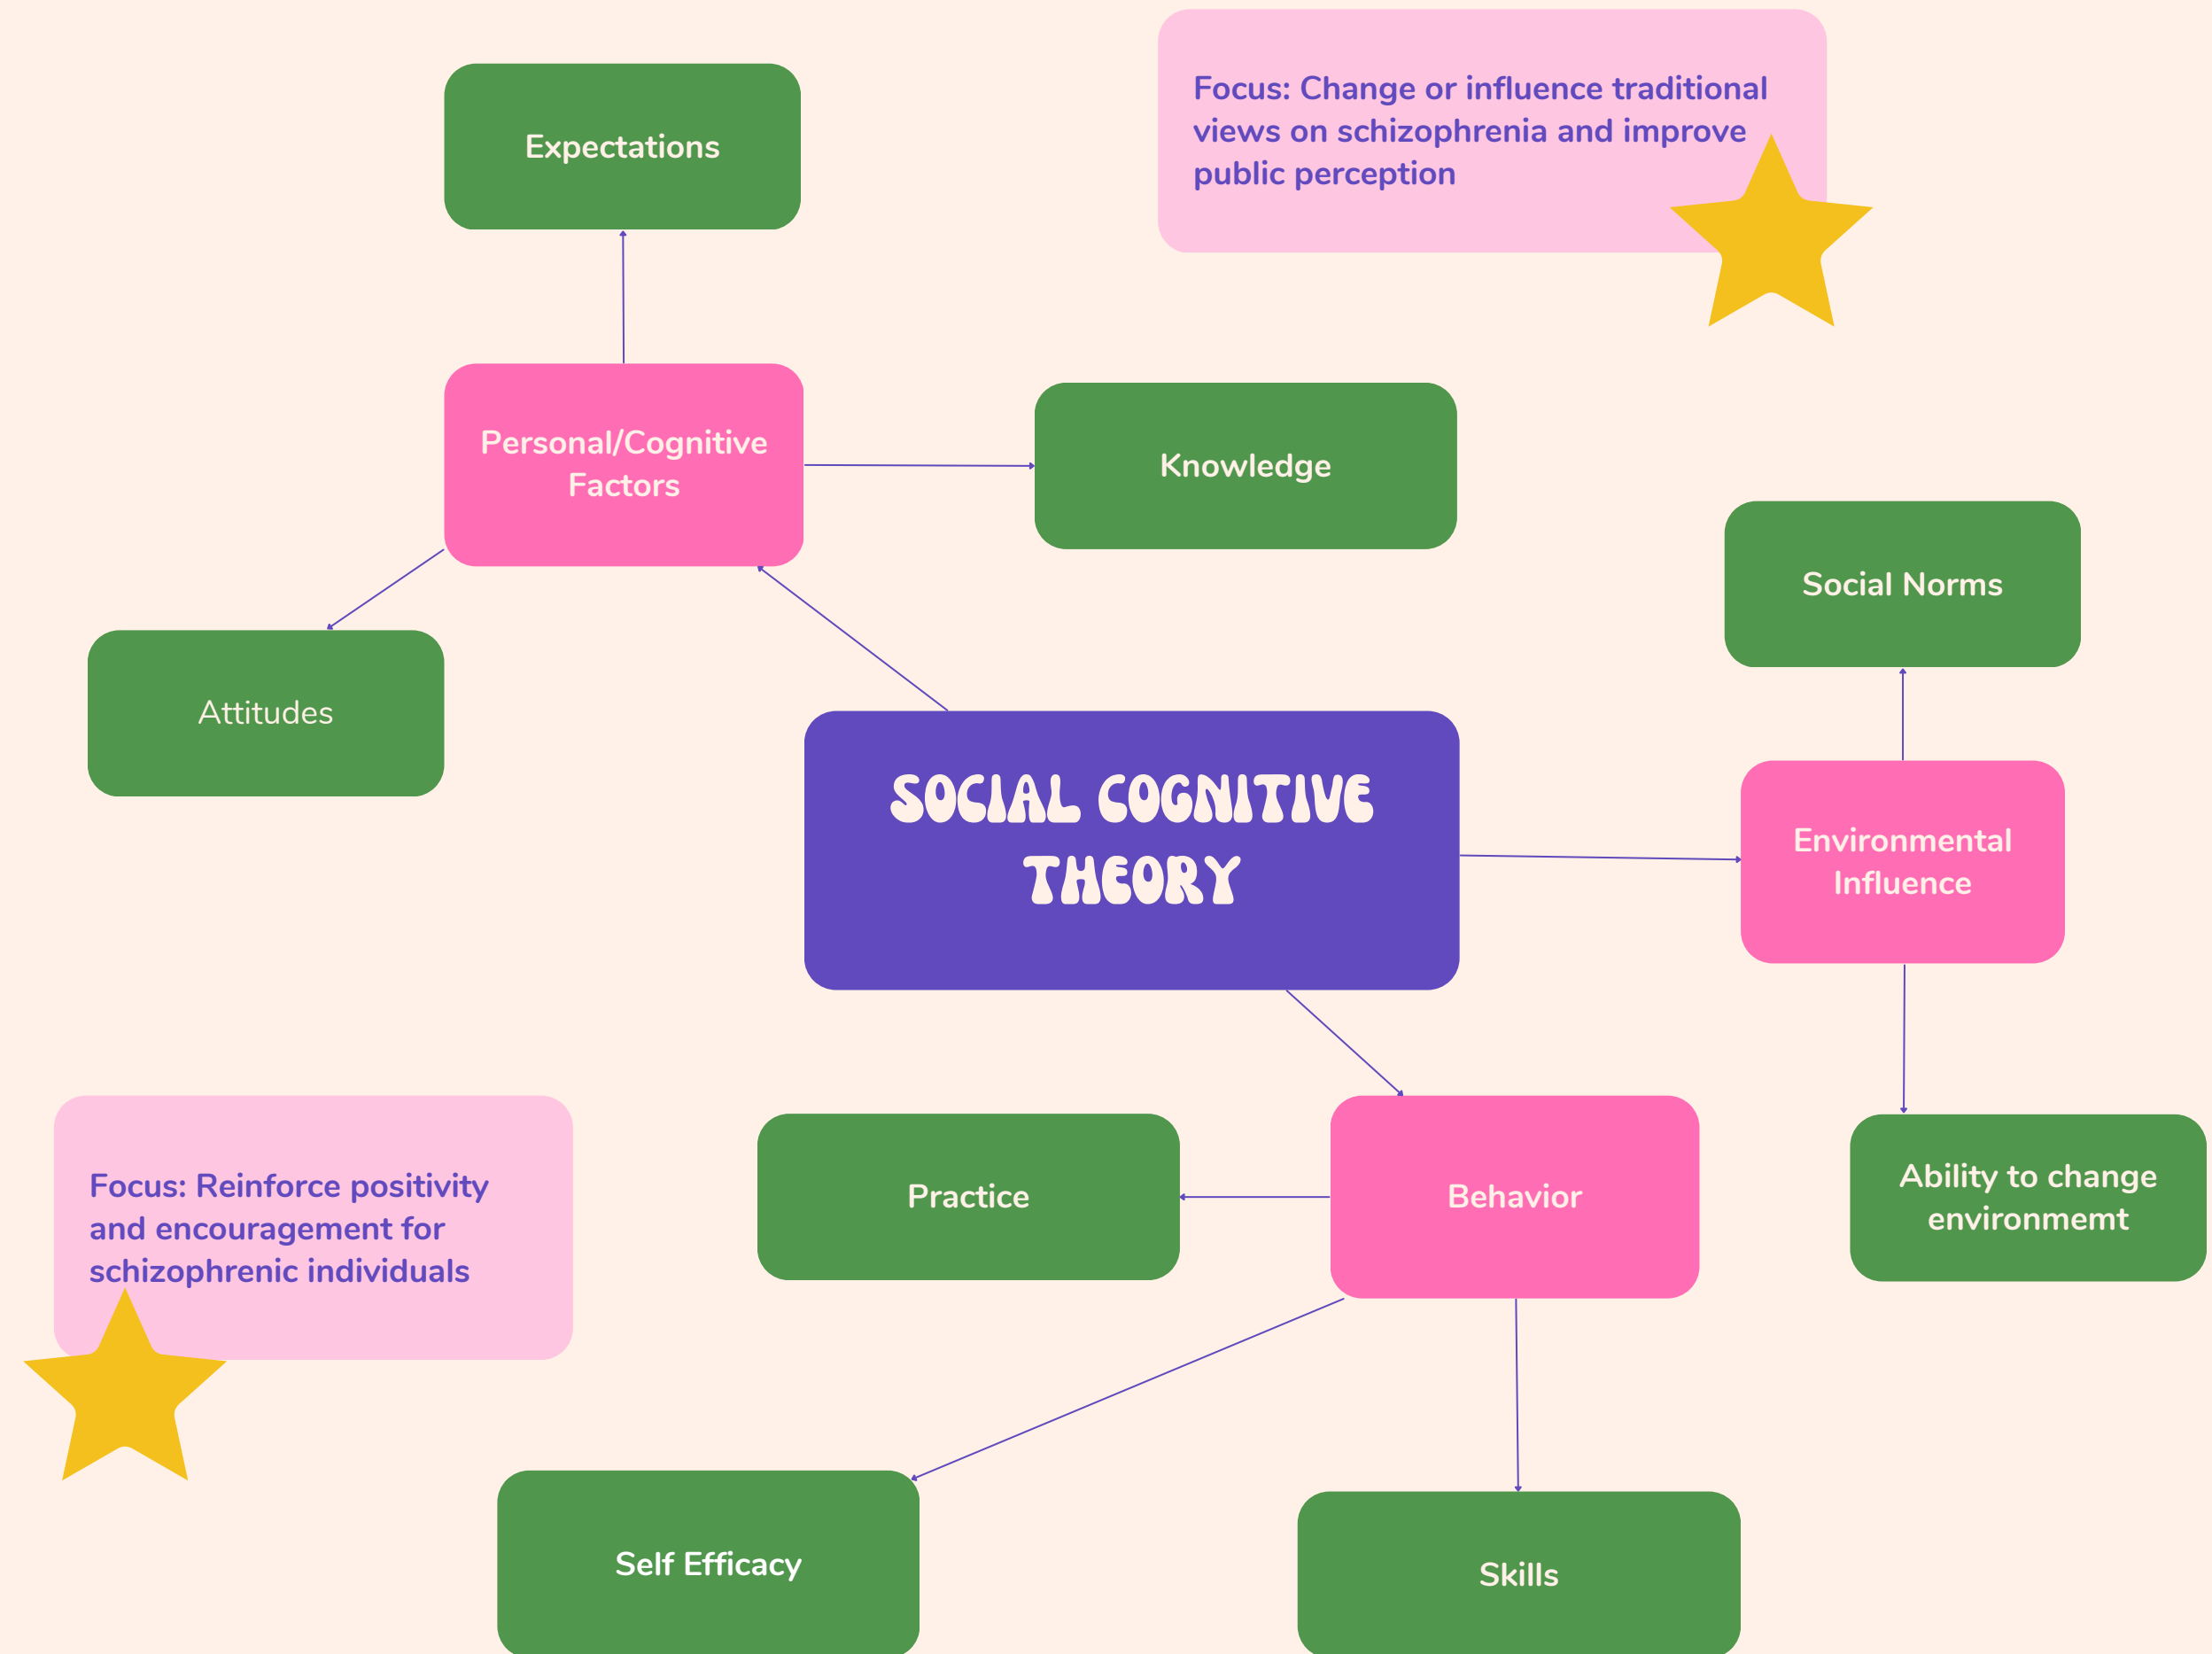 Focus: Change or influence traditional
views on schizophrenia and improve
public perception
Expectations
Personal/Cognitive
Factors
Knowledge
Social Norms
Attitudes
SOCIAL COGNITIVE
THEORY
Environmental
Influence
Focus: Reinforce positivity
and encouragement for
schizophrenic individuals
Practice
Behavior
Ability to change
environmemt
Self Efficacy
Skills